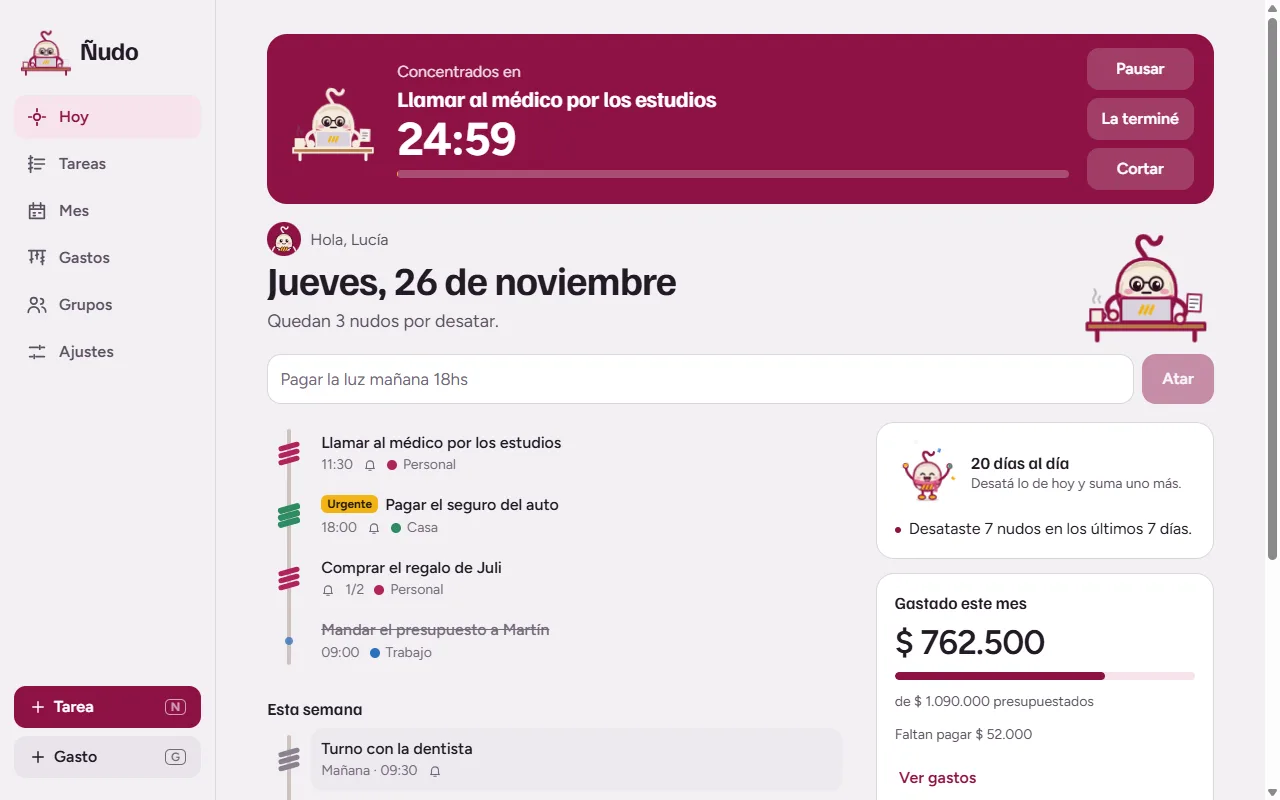 Ñudo
Hoy
Tareas
Mes
Gastos
Grupos
Ajustes
+ Tarea N
+ Gasto G
Concentrados en
Llamar al médico por los estudios
24:59
Pausar
La terminé
Cortar
Hola, Lucía
Jueves, 26 de noviembre
Quedan 3 nudos por desatar.
Pagar la luz mañana 18hs
Atar
Llamar al médico por los estudios
11:30 Personal
Urgente Pagar el seguro del auto
18:00 Casa
Comprar el regalo de Juli
1/2 Personal
Mandar el presupuesto a Martín
09:00 Trabajo
Esta semana
Turno con la dentista
Mañana · 09:30
20 días al día
Desatá lo de hoy y suma uno más.
• Desataste 7 nudos en los últimos 7 días.
Gastado este mes
$ 762.500
de $ 1.090.000 presupuestados
Faltan pagar $ 52.000
Ver gastos